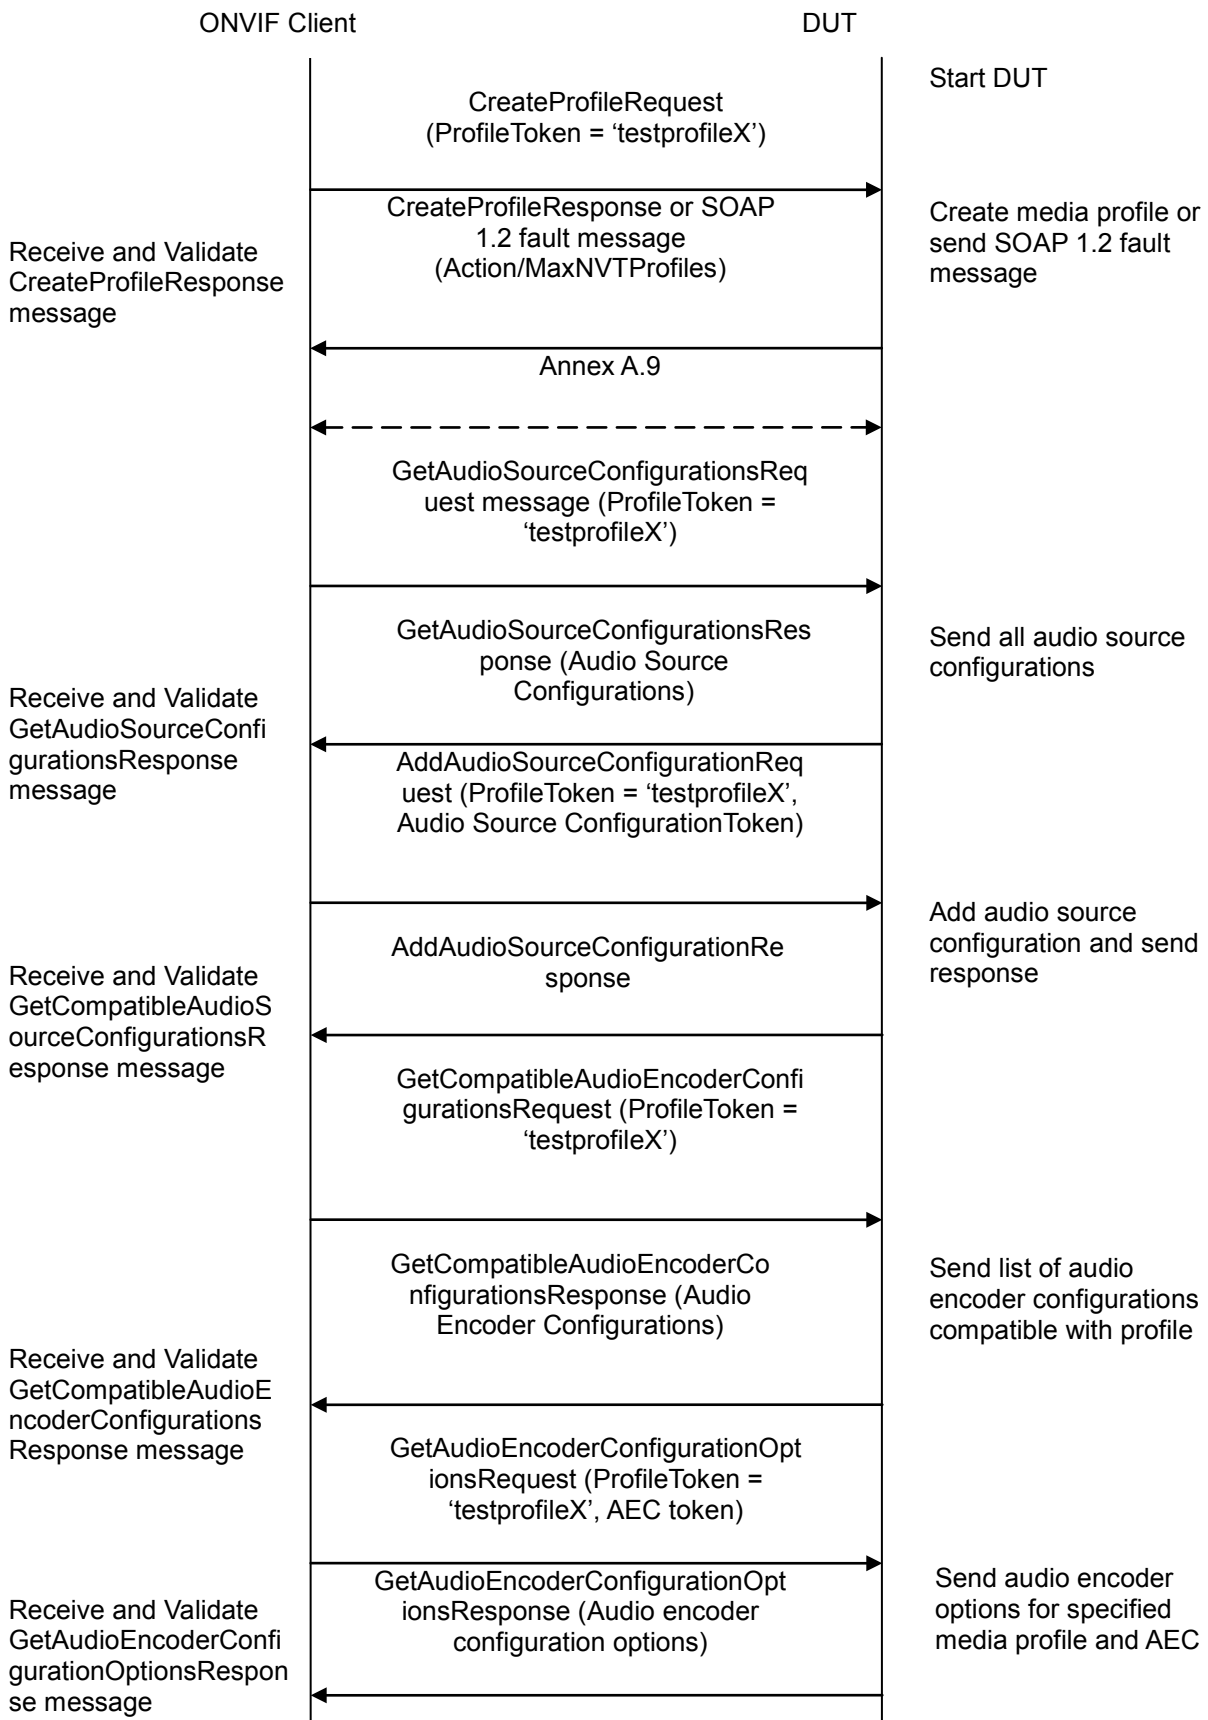 ONVIF Client
DUT
Start DUT
CreateProfileRequest
(ProfileToken = ‘testprofileX’)
CreateProfileResponse or SOAP
1.2 fault message
(Action/MaxNVTProfiles)
Create media profile or
send SOAP 1.2 fault
message
Receive and Validate
CreateProfileResponse
message
Annex A.9
GetAudioSourceConfigurationsReq
uest message (ProfileToken =
‘testprofileX’)
GetAudioSourceConfigurationsRes
ponse (Audio Source
Configurations)
Send all audio source
configurations
Receive and Validate
GetAudioSourceConfi
gurationsResponse
message
AddAudioSourceConfigurationReq
uest (ProfileToken = ‘testprofileX’,
Audio Source ConfigurationToken)
Add audio source
configuration and send
response
AddAudioSourceConfigurationRe
sponse
Receive and Validate
GetCompatibleAudioS
ourceConfigurationsR
esponse message
GetCompatibleAudioEncoderConfi
gurationsRequest (ProfileToken =
‘testprofileX’)
GetCompatibleAudioEncoderCo
nfigurationsResponse (Audio
Encoder Configurations)
Send list of audio
encoder configurations
compatible with profile
Receive and Validate
GetCompatibleAudioE
ncoderConfigurations
Response message
GetAudioEncoderConfigurationOpt
ionsRequest (ProfileToken =
‘testprofileX’, AEC token)
GetAudioEncoderConfigurationOpt
ionsResponse (Audio encoder
configuration options)
Send audio encoder
options for specified
media profile and AEC
Receive and Validate
GetAudioEncoderConfi
gurationOptionsRespon
se message